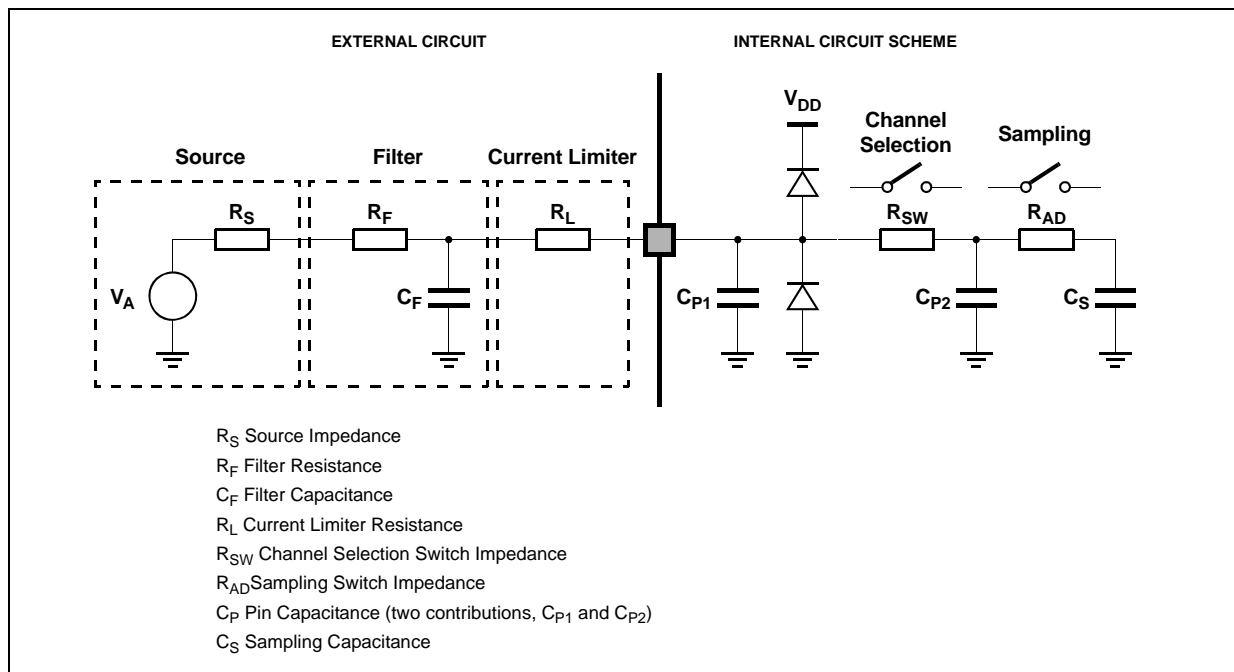 EXTERNAL CIRCUIT
INTERNAL CIRCUIT SCHEME
VDD
Channel
Selection
Sampling
Source
Filter
Current Limiter
RS
RF
RL
RSW
RAD
VA
CF
CP1
CP2
CS
RS Source Impedance
RF Filter Resistance
CF Filter Capacitance
RL Current Limiter Resistance
RSW Channel Selection Switch Impedance
RADSampling Switch Impedance
CP Pin Capacitance (two contributions, CP1 and CP2)
CS Sampling Capacitance